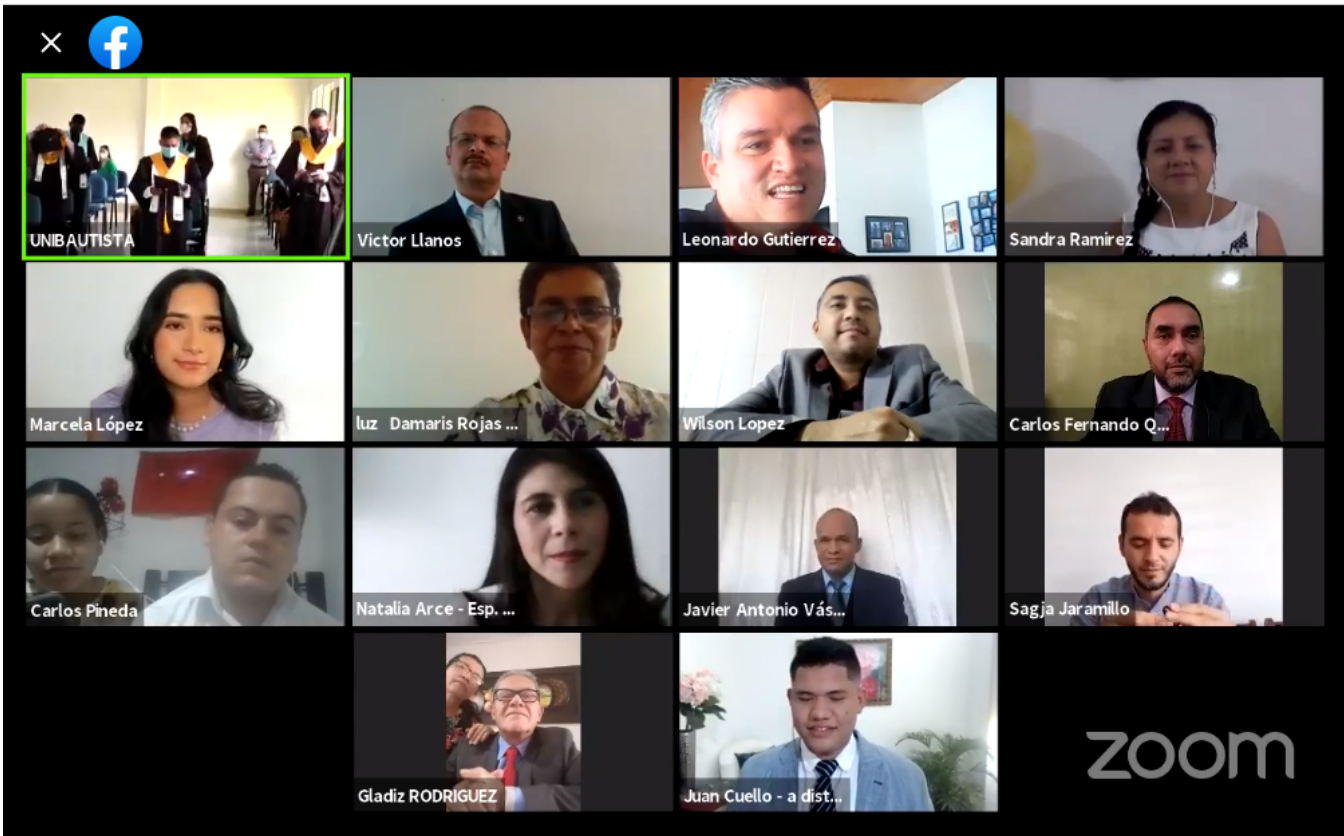 UNIBAUTISTA
Victor Llanos
Leonardo Gutierrez
Sandra Ramirez
Marcela López
luz Damaris Rojas ...
Wilson Lopez
Carlos Fernando Q...
Carlos Pineda
Natalia Arce - Esp. ...
Javier Antonio Vás...
Sagja Jaramillo
Gladiz RODRIGUEZ
Juan Cuello - a dist...
zoom